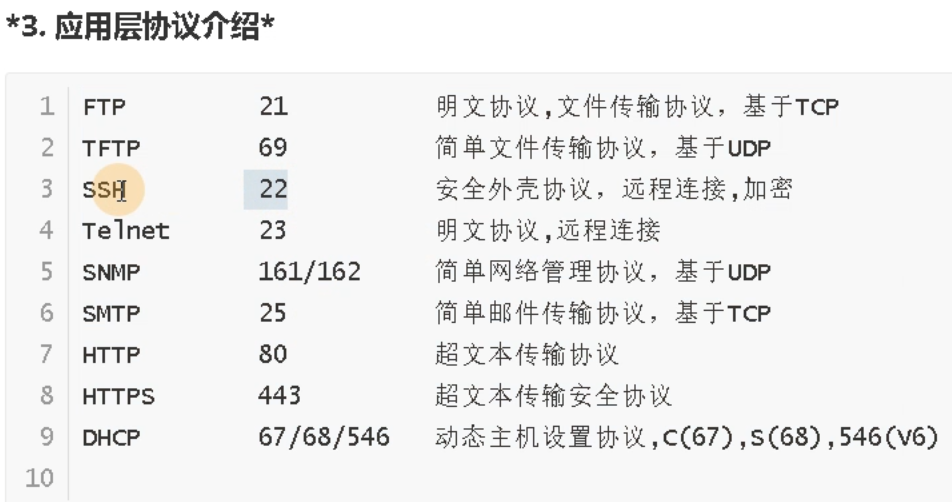 *3. 应用层协议介绍*
1 FTP 21 明文协议,文件传输协议，基于TCP
2 TFTP 69 简单文件传输协议，基于UDP
3 SSH 22 安全外壳协议，远程连接,加密
4 Telnet 23 明文协议,远程连接
5 SNMP 161/162 简单网络管理协议，基于UDP
6 SMTP 25 简单邮件传输协议，基于TCP
7 HTTP 80 超文本传输协议
8 HTTPS 443 超文本传输安全协议
9 DHCP 67/68/546 动态主机设置协议,C(67),S(68),546(V6)
10